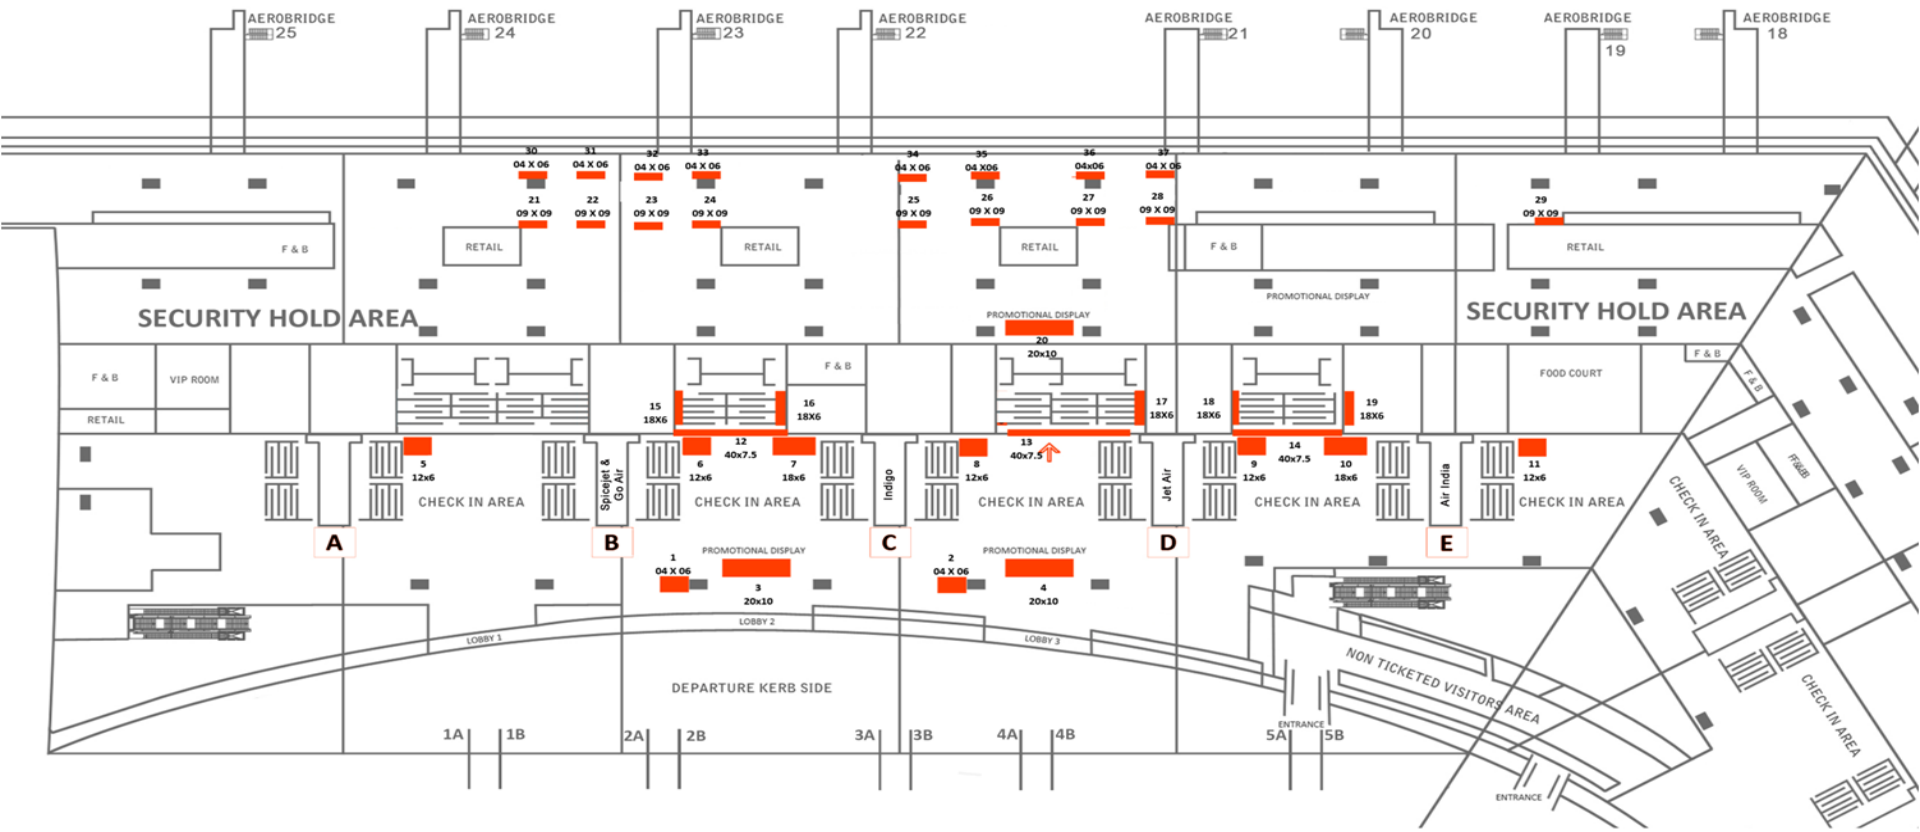 AEROBRIDGE
25
AEROBRIDGE
24
AEROBRIDGE
23
AEROBRIDGE
22
AEROBRIDGE
21
AEROBRIDGE
20
AEROBRIDGE
19
AEROBRIDGE
18
30
04 X 06
31
04 X 06
32
04 X 06
33
04 X 06
34
04 X 06
35
04 X06
36
04x06
37
04 X 06
21
09 X 09
22
09 X 09
23
09 X 09
24
09 X 09
25
09 X 09
26
09 X 09
27
09 X 09
28
09 X 09
29
09 X 09
F & B
RETAIL
RETAIL
RETAIL
F & B
RETAIL
SECURITY HOLD AREA
PROMOTIONAL DISPLAY
20
20x10
PROMOTIONAL DISPLAY
SECURITY HOLD AREA
F & B
VIP ROOM
RETAIL
F & B
FOOD COURT
F & B
F & B
15
18X6
16
18X6
17
18X6
18
18X6
19
18X6
12
40x7.5
13
40x7.5
14
40x7.5
5
12x6
6
12x6
7
18x6
8
12x6
9
12x6
10
18x6
11
12x6
Spicejet &
Go Air
Indigo
Jet Air
Air India
CHECK IN AREA
CHECK IN AREA
CHECK IN AREA
CHECK IN AREA
CHECK IN AREA
VIP ROOM
CHECK IN AREA
CHECK IN AREA
A
B
C
D
E
1
04 X 06
PROMOTIONAL DISPLAY
3
20x10
2
04 X 06
PROMOTIONAL DISPLAY
4
20x10
LOBBY 1
LOBBY 2
LOBBY 3
NON TICKETED VISITORS AREA
DEPARTURE KERB SIDE
ENTRANCE
1A
1B
2A
2B
3A
3B
4A
4B
5A
5B
ENTRANCE